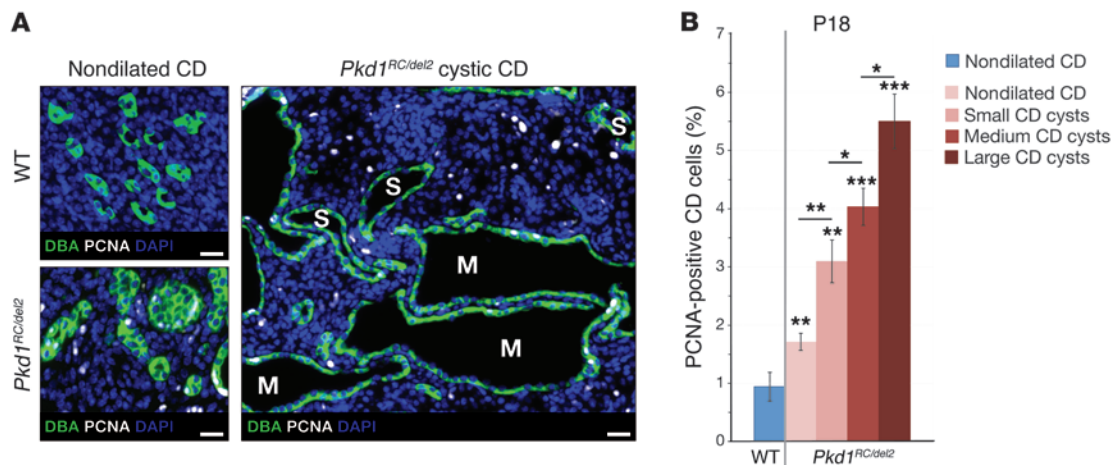 A
Nondilated CD
Pkd1RC/del2 cystic CD
WT
DBA PCNA DAPI
Pkd1RC/del2
DBA PCNA DAPI
S
S
S
M
M
M
DBA PCNA DAPI
B
P18
PCNA-positive CD cells (%)
7
6
5
4
3
2
1
0
**
**
**
*
***
*
***
WT
Pkd1RC/del2
Nondilated CD
Nondilated CD
Small CD cysts
Medium CD cysts
Large CD cysts